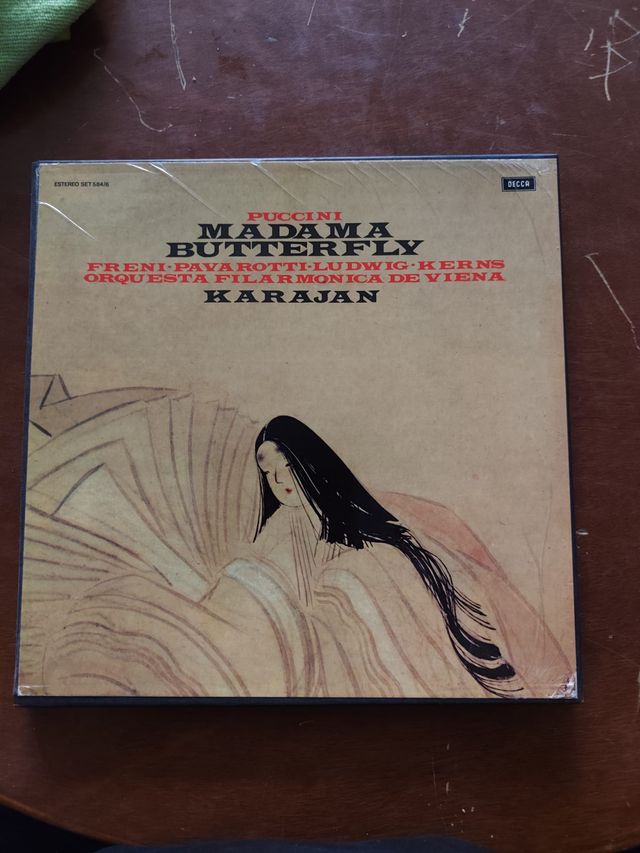 ESTEREO SET 584/6
DECCA
PUCCINI
MADAMA
BUTTERFLY
FRENI·PAVAROTTI·LUDWIG·KERNS
ORQUESTA FILARMONICA DE VIENA
KARAJAN